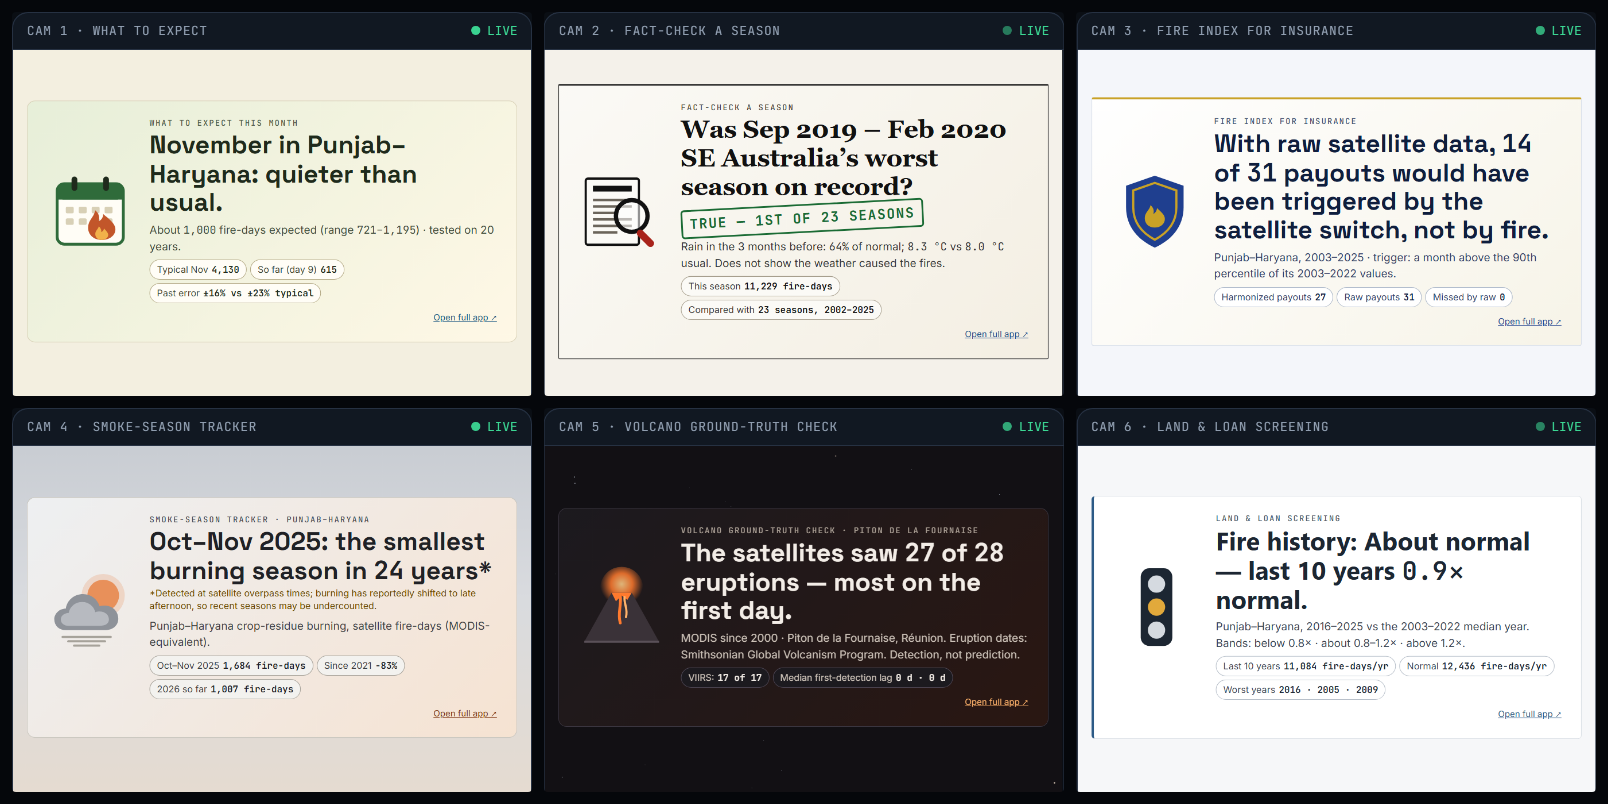 CAM 1 · WHAT TO EXPECT
LIVE
WHAT TO EXPECT THIS MONTH
November in Punjab–
Haryana: quieter than
usual.
About 1,000 fire-days expected (range 721–1,195) · tested on 20
years.
Typical Nov 4,130
So far (day 9) 615
Past error ±16% vs ±23% typical
Open full app ↗
CAM 2 · FACT-CHECK A SEASON
LIVE
FACT-CHECK A SEASON
Was Sep 2019 – Feb 2020
SE Australia's worst
season on record?
TRUE — 1ST OF 23 SEASONS
Rain in the 3 months before: 64% of normal; 8.3 °C vs 8.0 °C
usual. Does not show the weather caused the fires.
This season 11,229 fire-days
Compared with 23 seasons, 2002–2025
Open full app ↗
CAM 3 · FIRE INDEX FOR INSURANCE
LIVE
FIRE INDEX FOR INSURANCE
With raw satellite data, 14
of 31 payouts would have
been triggered by the
satellite switch, not by fire.
Punjab–Haryana, 2003–2025 · trigger: a month above the 90th
percentile of its 2003–2022 values.
Harmonized payouts 27
Raw payouts 31
Missed by raw 0
Open full app ↗
CAM 4 · SMOKE-SEASON TRACKER
LIVE
SMOKE-SEASON TRACKER · PUNJAB–HARYANA
Oct–Nov 2025: the smallest
burning season in 24 years*
*Detected at satellite overpass times; burning has reportedly shifted to late
afternoon, so recent seasons may be undercounted.
Punjab–Haryana crop-residue burning, satellite fire-days (MODIS-
equivalent).
Oct–Nov 2025 1,684 fire-days
Since 2021 -83%
2026 so far 1,007 fire-days
Open full app ↗
CAM 5 · VOLCANO GROUND-TRUTH CHECK
LIVE
VOLCANO GROUND-TRUTH CHECK · PITON DE LA FOURNAISE
The satellites saw 27 of 28
eruptions — most on the
first day.
MODIS since 2000 · Piton de la Fournaise, Réunion. Eruption dates:
Smithsonian Global Volcanism Program. Detection, not prediction.
VIIRS: 17 of 17
Median first-detection lag 0 d · 0 d
Open full app ↗
CAM 6 · LAND & LOAN SCREENING
LIVE
LAND & LOAN SCREENING
Fire history: About normal
— last 10 years 0.9×
normal.
Punjab–Haryana, 2016–2025 vs the 2003–2022 median year.
Bands: below 0.8× · about 0.8–1.2× · above 1.2×.
Last 10 years 11,084 fire-days/yr
Normal 12,436 fire-days/yr
Worst years 2016 · 2005 · 2009
Open full app ↗